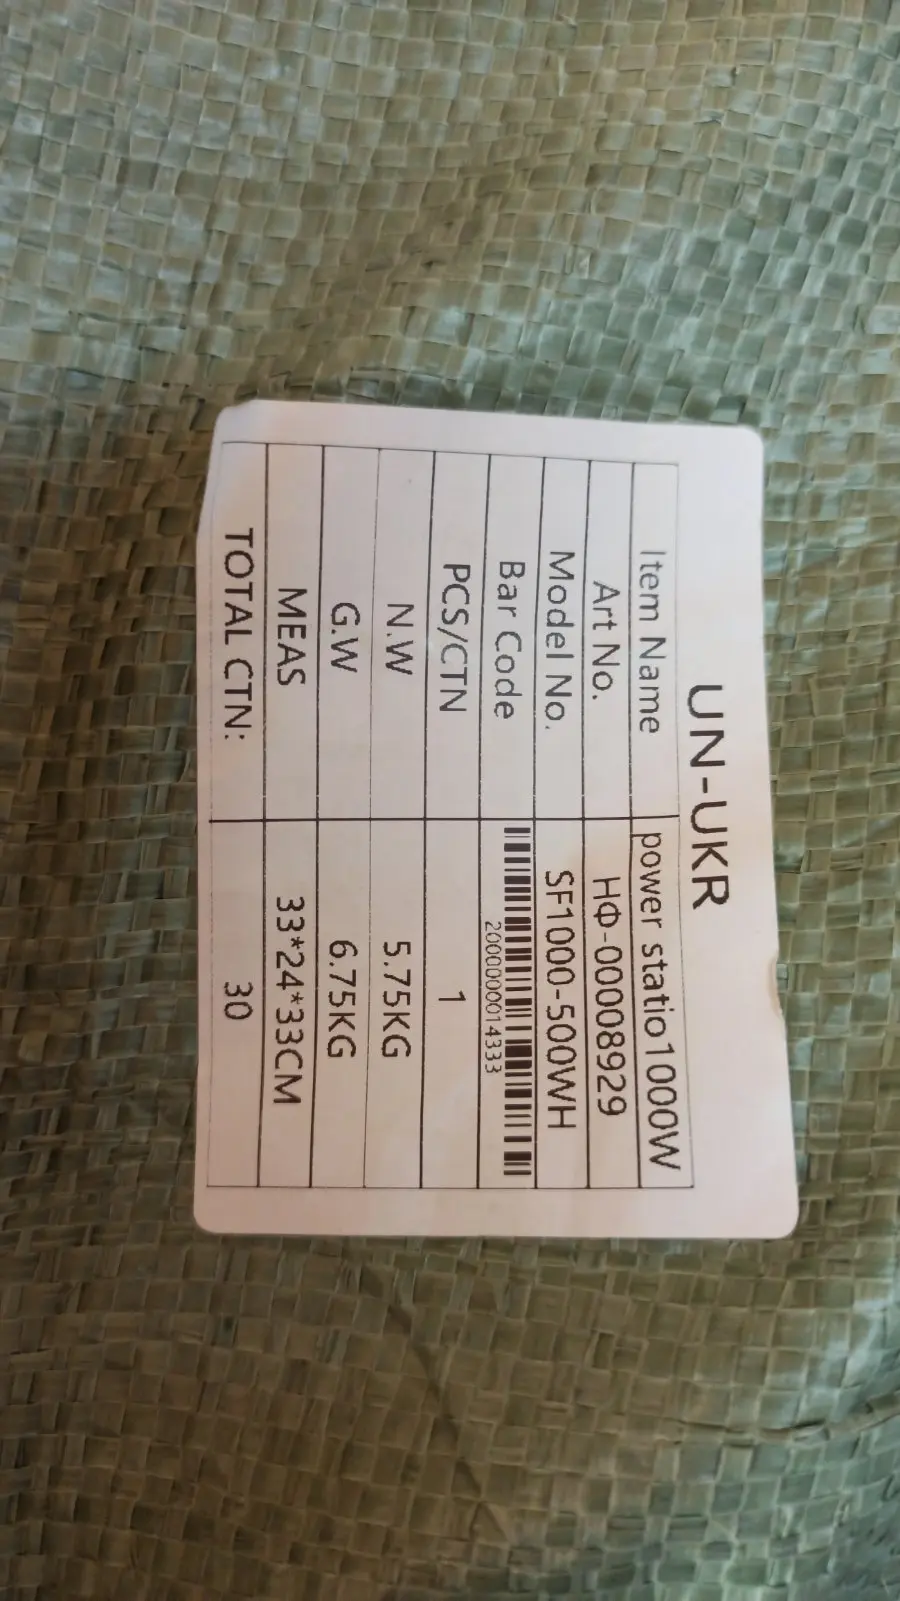 UN-UKR
Item Name power statio1000W
Art No. НФ-00008929
Model No. SF1000-500WH
Bar Code 2000000014333
PCS/CTN 1
N.W 5.75KG
G.W 6.75KG
MEAS 33*24*33CM
TOTAL CTN: 30